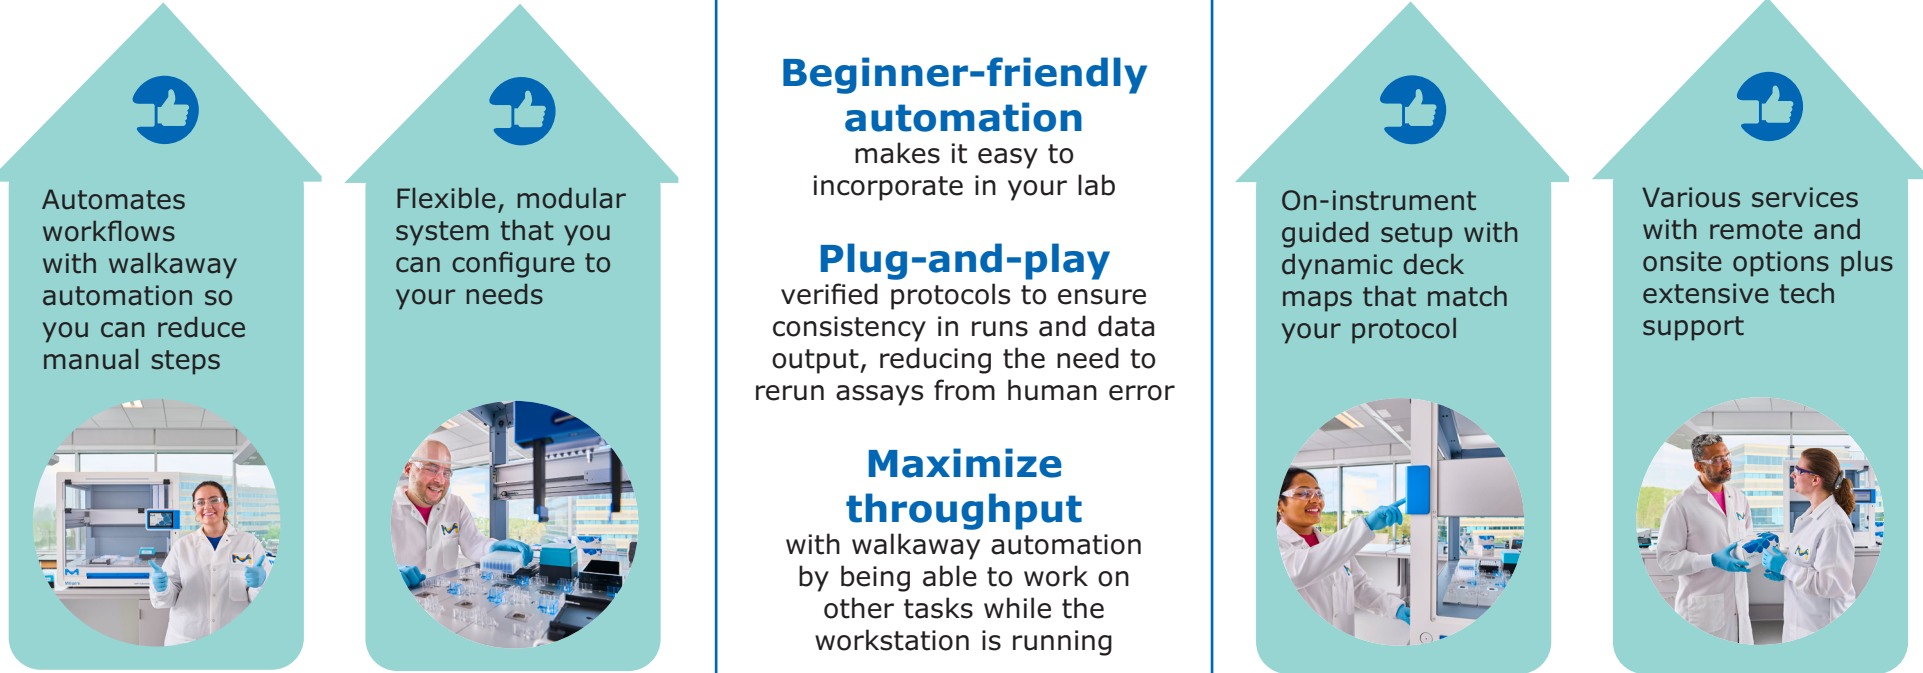 Automates
workflows
with walkaway
automation so
you can reduce
manual steps
Flexible, modular
system that you
can configure to
your needs
Beginner-friendly
automation
makes it easy to
incorporate in your lab
Plug-and-play
verified protocols to ensure
consistency in runs and data
output, reducing the need to
rerun assays from human error
Maximize
throughput
with walkaway automation
by being able to work on
other tasks while the
workstation is running
On-instrument
guided setup with
dynamic deck
maps that match
your protocol
Various services
with remote and
onsite options plus
extensive tech
support